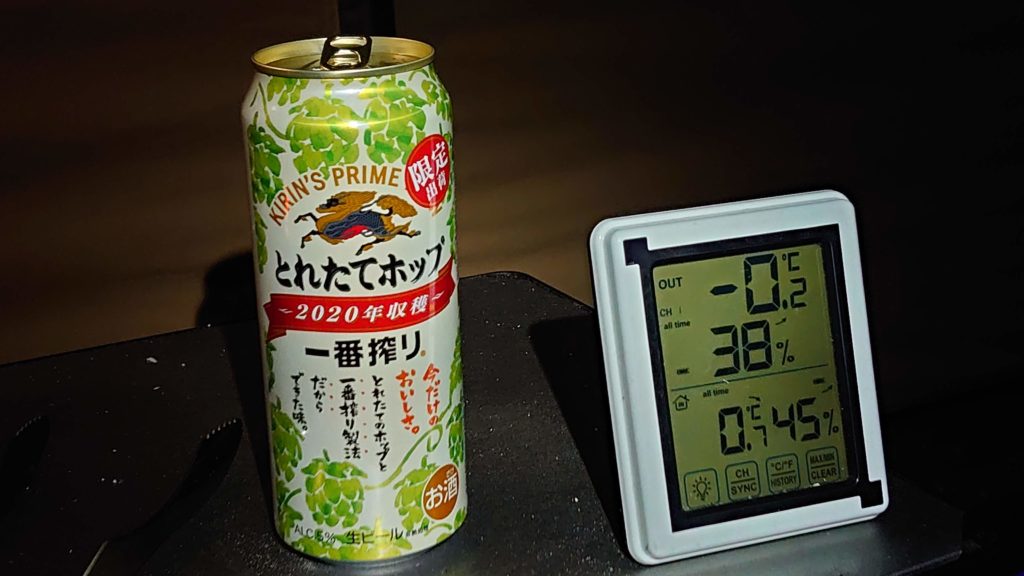 KIRIN'S PRIME
限定
出荷
とれたてホップ
2020年収穫
一番搾り®
今だけの
おいしさ。
とれたてのホップと
一番搾り製法
だから
できた味。
お酒
ALC.5% 生ビール
OUT
-0.2
°C
CH
all time
38%
all time
0.7
°C
45%
CH
SYNC
°C/°F
HISTORY
MAX/MIN
CLEAR